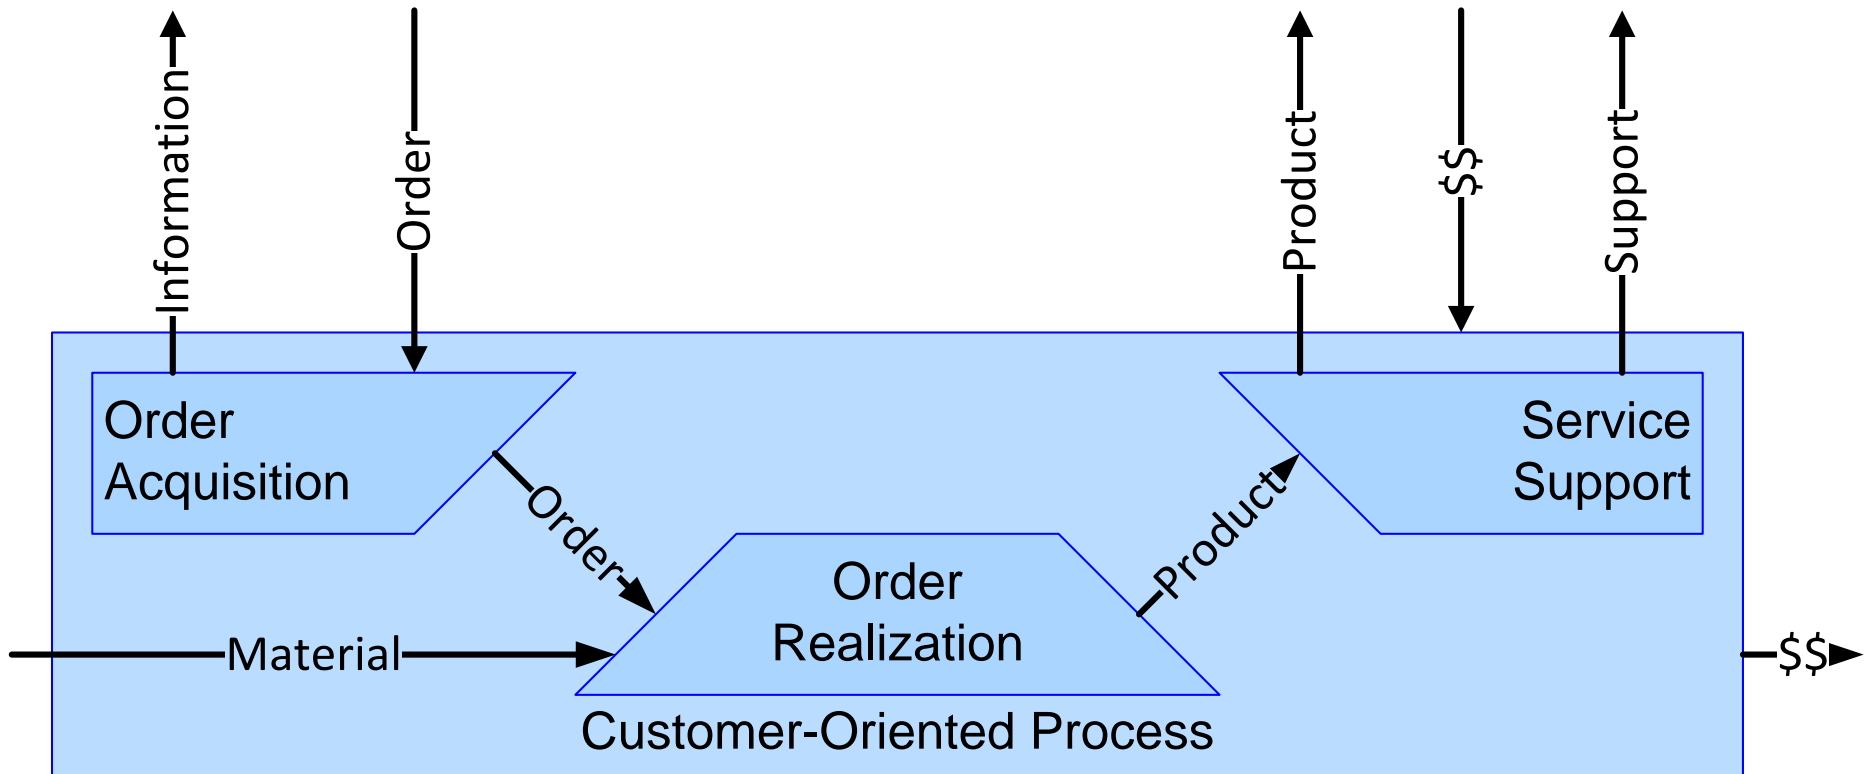 Information
Order
Product
$$
Support
Order
Acquisition
Service
Support
Order
Product
Order
Realization
Material
$$
Customer-Oriented Process